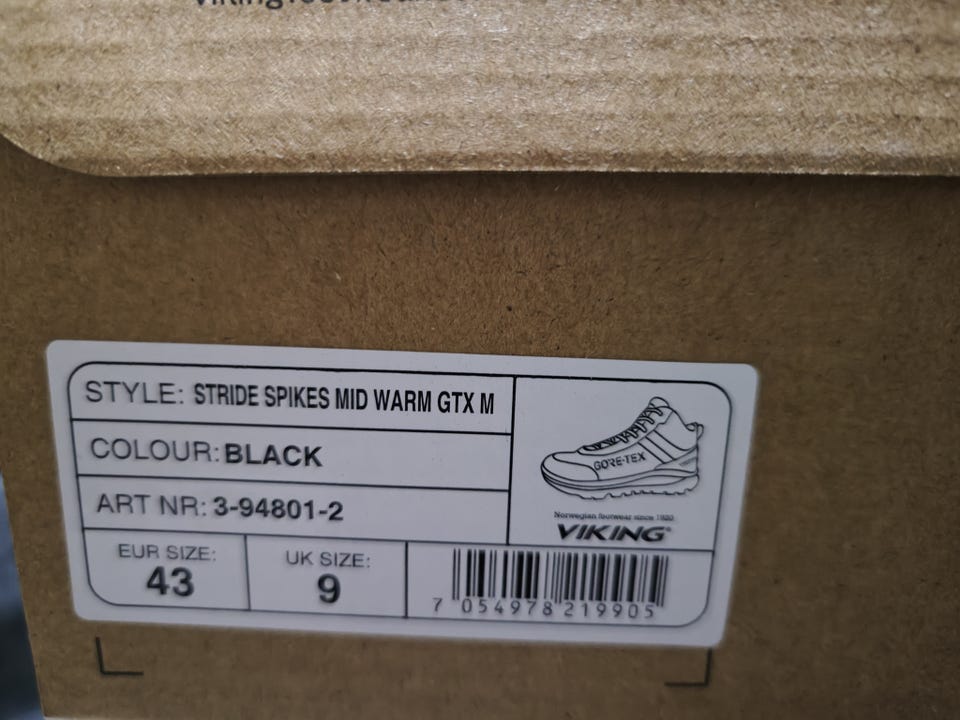 STYLE: STRIDE SPIKES MID WARM GTX M
COLOUR: BLACK
ART NR: 3-94801-2
EUR SIZE:
43
UK SIZE:
9
GORE-TEX
Norwegian footwear since 1920
VIKING®
7 054978 219905